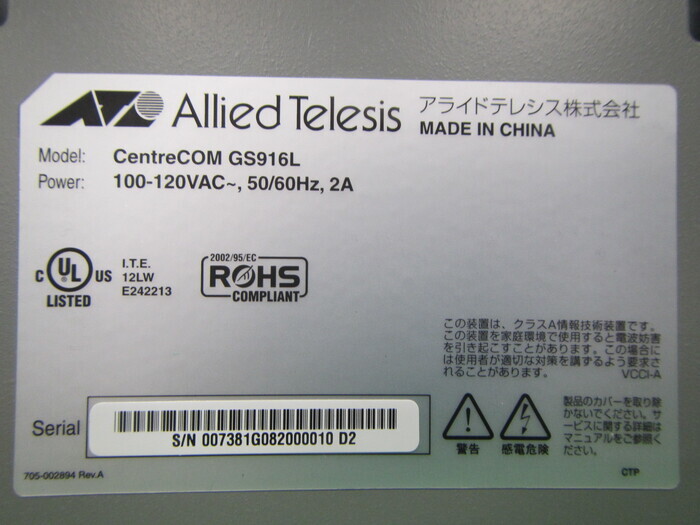 Allied Telesis アライドテレシス株式会社
MADE IN CHINA
Model: CentreCOM GS916L
Power: 100-120VAC~, 50/60Hz, 2A
C UL US
LISTED
I.T.E.
12LW
E242213
2002/95/EC
ROHS
COMPLIANT
この装置は、クラスA情報技術装置です。
この装置を家庭環境で使用すると電波妨害
を引き起こすことがあります。この場合に
は使用者が適切な対策を講ずるよう要求さ
れることがあります。 VCCI-A
Serial
S/N 007381G082000010 D2
警告
感電危険
製品のカバーを取り除
かないでください。サ
ービスに関する詳細は
マニュアルをご参照く
ださい。
705-002894 Rev.A
CTP